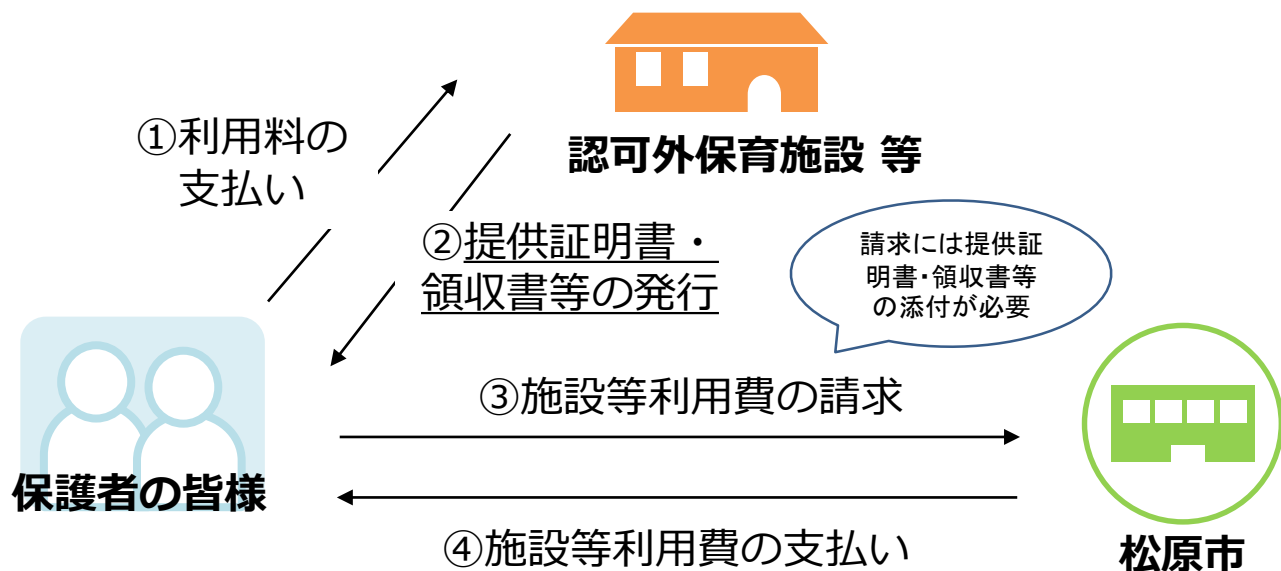 認可外保育施設 等
①利用料の
支払い
②提供証明書・
領収書等の発行
請求には提供証
明書・領収書等
の添付が必要
③施設等利用費の請求
保護者の皆様
④施設等利用費の支払い
松原市